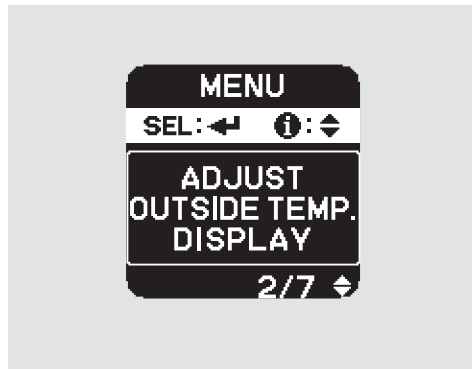 MENU
SEL: i:
ADJUST
OUTSIDE TEMP.
DISPLAY
2/7